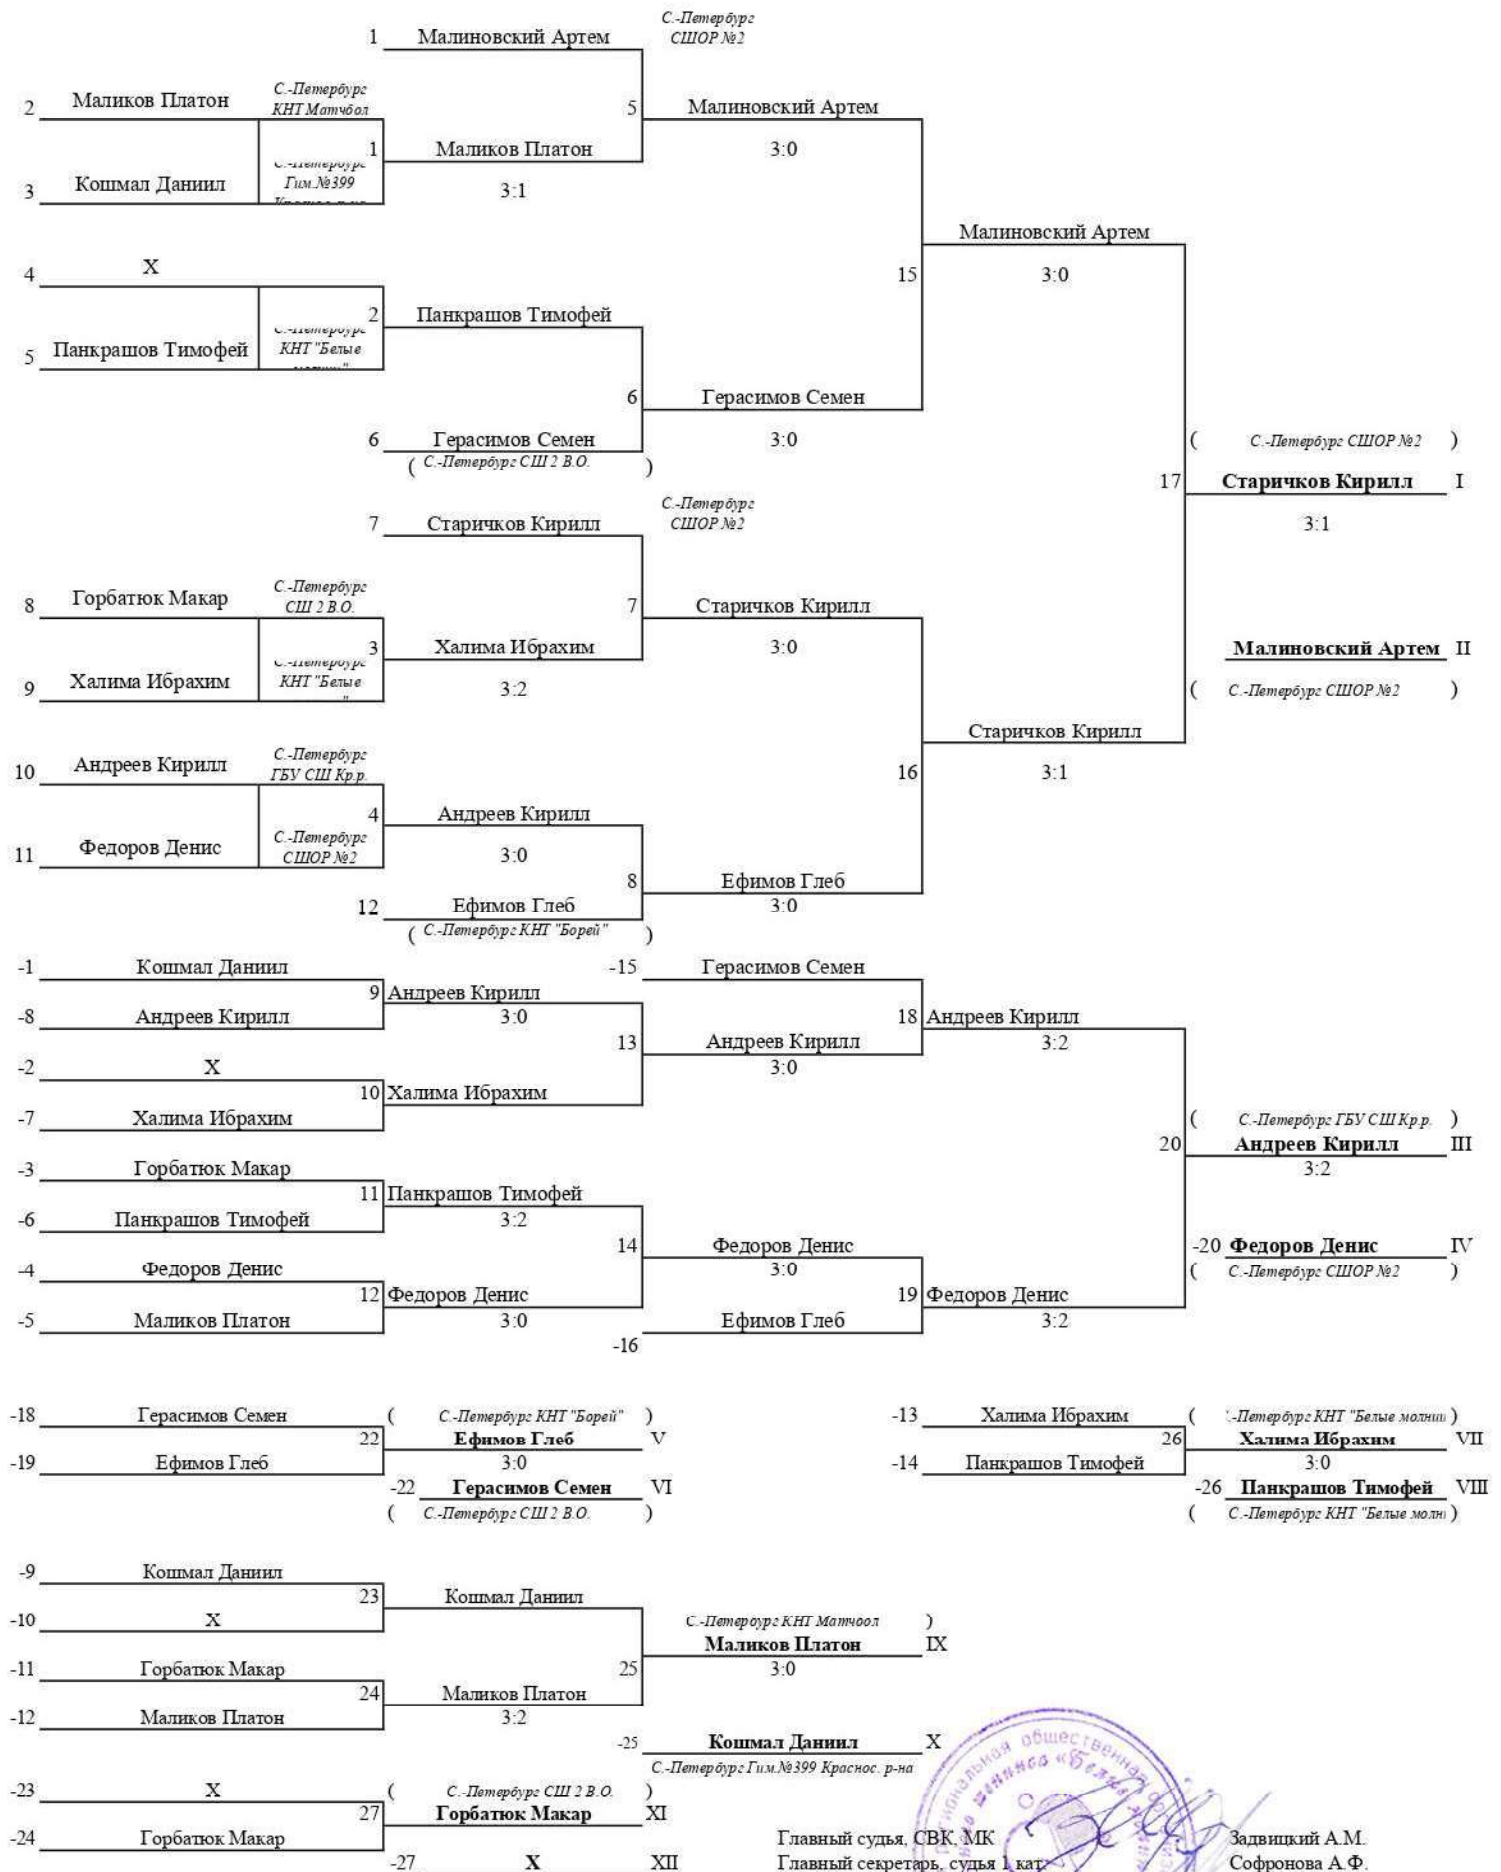 С.-Петербург
1 Малиновский Артем СШОР №2
С.-Петербург
2 Маликов Платон КНТ Матчбол 5 Малиновский Артем
1 Маликов Платон 3:0
С.-Петербург
3 Кошмал Даниил Гим.№399 3:1
Малиновский Артем
4 X 15 3:0
2 Панкрашов Тимофей
С.-Петербург
5 Панкрашов Тимофей КНТ "Белые
6 Герасимов Семен
6 Герасимов Семен 3:0 ( С.-Петербург СШОР №2 )
( С.-Петербург СШ 2 В.О. )
17 Старичков Кирилл I
С.-Петербург
7 Старичков Кирилл СШОР №2 3:1
С.-Петербург
8 Горбатюк Макар СШ 2 В.О. 7 Старичков Кирилл
3 Халима Ибрахим 3:0 Малиновский Артем II
С.-Петербург
9 Халима Ибрахим КНТ "Белые 3:2 ( С.-Петербург СШОР №2 )
Старичков Кирилл
С.-Петербург
10 Андреев Кирилл ГБУ СШ Кр.р. 16 3:1
4 Андреев Кирилл
С.-Петербург
11 Федоров Денис СШОР №2 3:0
8 Ефимов Глеб
12 Ефимов Глеб 3:0
( С.-Петербург КНТ "Борей" )
-1 Кошмал Даниил -15 Герасимов Семен
9 Андреев Кирилл
-8 Андреев Кирилл 3:0 18 Андреев Кирилл
13 Андреев Кирилл 3:2
-2 X 3:0
10 Халима Ибрахим
-7 Халима Ибрахим ( С.-Петербург ГБУ СШ Кр.р. )
20 Андреев Кирилл III
-3 Горбатюк Макар 3:2
11 Панкрашов Тимофей
-6 Панкрашов Тимофей 3:2
14 Федоров Денис -20 Федоров Денис IV
-4 Федоров Денис 3:0 ( С.-Петербург СШОР №2 )
12 Федоров Денис 19 Федоров Денис
-5 Маликов Платон 3:0 Ефимов Глеб 3:2
-16
-18 Герасимов Семен ( С.-Петербург КНТ "Борей" ) -13 Халима Ибрахим ( С.-Петербург КНТ "Белые молнии )
22 Ефимов Глеб V 26 Халима Ибрахим VII
-19 Ефимов Глеб 3:0 -14 Панкрашов Тимофей 3:0
-22 Герасимов Семен VI -26 Панкрашов Тимофей VIII
( С.-Петербург СШ 2 В.О. ) ( С.-Петербург КНТ "Белые молни )
-9 Кошмал Даниил
23 Кошмал Даниил
-10 X С.-Петербург КНТ Матчбол )
Маликов Платон IX
-11 Горбатюк Макар 25 3:0
24 Маликов Платон
-12 Маликов Платон 3:2
-25 Кошмал Даниил X
С.-Петербург Гим.№399 Краснос. р-на
-23 X ( С.-Петербург СШ 2 В.О. )
27 Горбатюк Макар XI
-24 Горбатюк Макар Главный судья, СВК, МК Задвицкий А.М.
-27 X XII Главный секретарь, судья 1 кат. Софронова А.Ф.